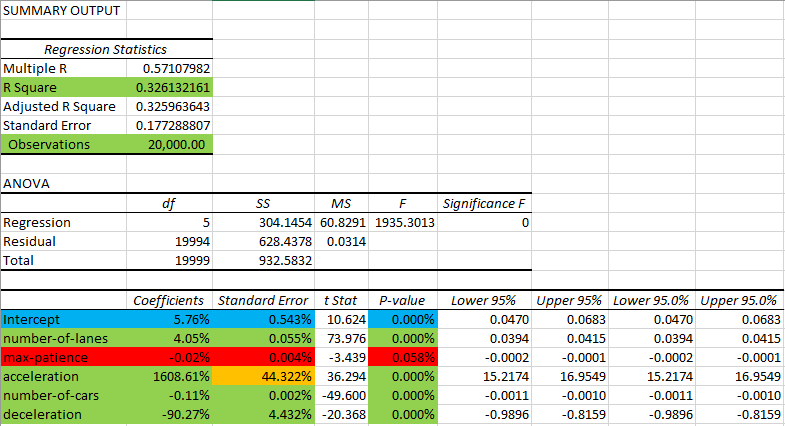 SUMMARY OUTPUT
Regression Statistics
Multiple R 0.57107982
R Square 0.326132161
Adjusted R Square 0.325963643
Standard Error 0.177288807
Observations 20,000.00
ANOVA
df SS MS F Significance F
Regression 5 304.1454 60.8291 1935.3013 0
Residual 19994 628.4378 0.0314
Total 19999 932.5832
Coefficients Standard Error t Stat P-value Lower 95% Upper 95% Lower 95.0% Upper 95.0%
Intercept 5.76% 0.543% 10.624 0.000% 0.0470 0.0683 0.0470 0.0683
number-of-lanes 4.05% 0.055% 73.976 0.000% 0.0394 0.0415 0.0394 0.0415
max-patience -0.02% 0.004% -3.439 0.058% -0.0002 -0.0001 -0.0002 -0.0001
acceleration 1608.61% 44.322% 36.294 0.000% 15.2174 16.9549 15.2174 16.9549
number-of-cars -0.11% 0.002% -49.600 0.000% -0.0011 -0.0010 -0.0011 -0.0010
deceleration -90.27% 4.432% -20.368 0.000% -0.9896 -0.8159 -0.9896 -0.8159